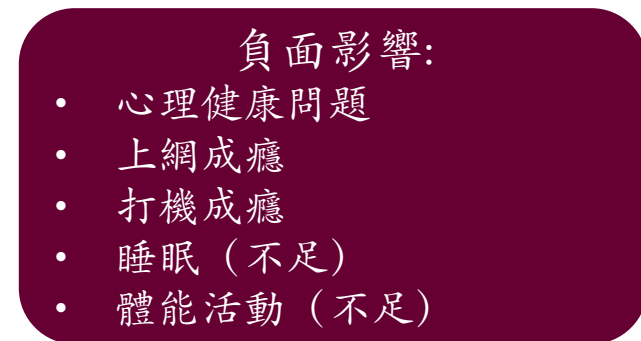 負面影響:
• 心理健康問題
• 上網成癮
• 打機成癮
• 睡眠（不足）
• 體能活動（不足）